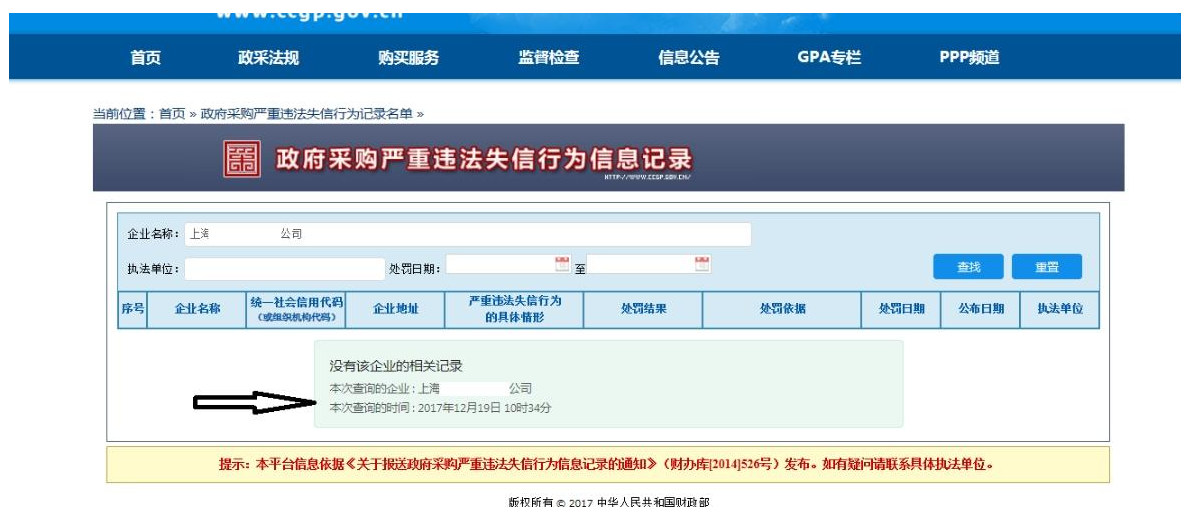 www.ccgp.gov.cn
首页 政采法规 购买服务 监督检查 信息公告 GPA专栏 PPP频道
当前位置：首页 » 政府采购严重违法失信行为记录名单 »
政府采购严重违法失信行为信息记录
HTTP://WWW.CCGP.GOV.CN/
企业名称： 上海 公司
执法单位： 处罚日期： 至 查找 重置
序号 企业名称 统一社会信用代码 （或组织机构代码） 企业地址 严重违法失信行为 的具体情形 处罚结果 处罚依据 处罚日期 公布日期 执法单位
没有该企业的相关记录
本次查询的企业：上海 公司
本次查询的时间：2017年12月19日 10时34分
提示：本平台信息依据《关于报送政府采购严重违法失信行为信息记录的通知》（财办库[2014]526号）发布。如有疑问请联系具体执法单位。
版权所有 © 2017 中华人民共和国财政部